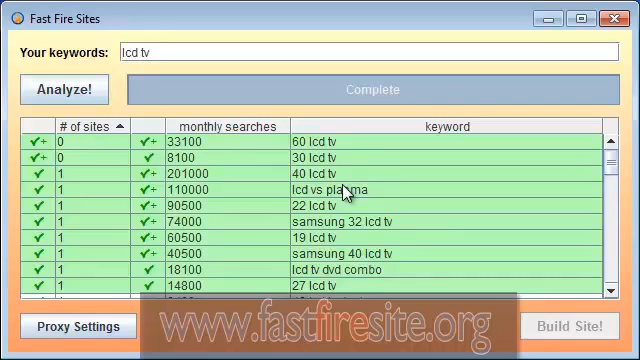 Fast Fire Sites
Your keywords: lcd tv
Analyze! Complete
# of sites monthly searches keyword
✔+ 0 ✔+ 33100 60 lcd tv
✔+ 0 ✔ 8100 30 lcd tv
✔ 1 ✔+ 201000 40 lcd tv
✔ 1 ✔+ 110000 lcd vs plasma
✔ 1 ✔+ 90500 22 lcd tv
✔ 1 ✔+ 74000 samsung 32 lcd tv
✔ 1 ✔+ 60500 19 lcd tv
✔ 1 ✔+ 40500 samsung 40 lcd tv
✔ 1 ✔ 18100 lcd tv dvd combo
✔ 1 ✔ 14800 27 lcd tv
Proxy Settings www.fastfiresite.org Build Site!